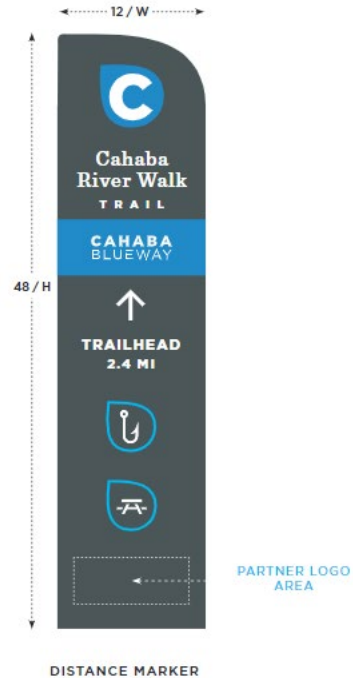 12 / W
C
Cahaba
River Walk
TRAIL
CAHABA
BLUEWAY
48 / H
TRAILHEAD
2.4 MI
PARTNER LOGO
AREA
DISTANCE MARKER